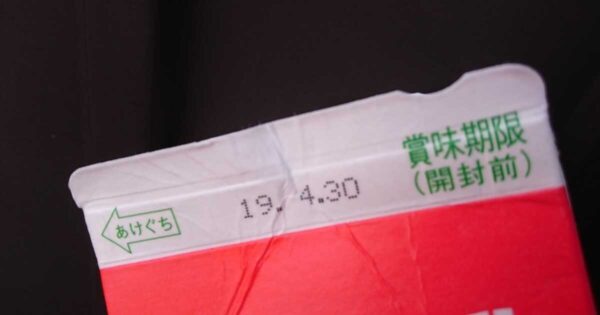 賞味期限
(開封前)
19. 4.30
あけぐち